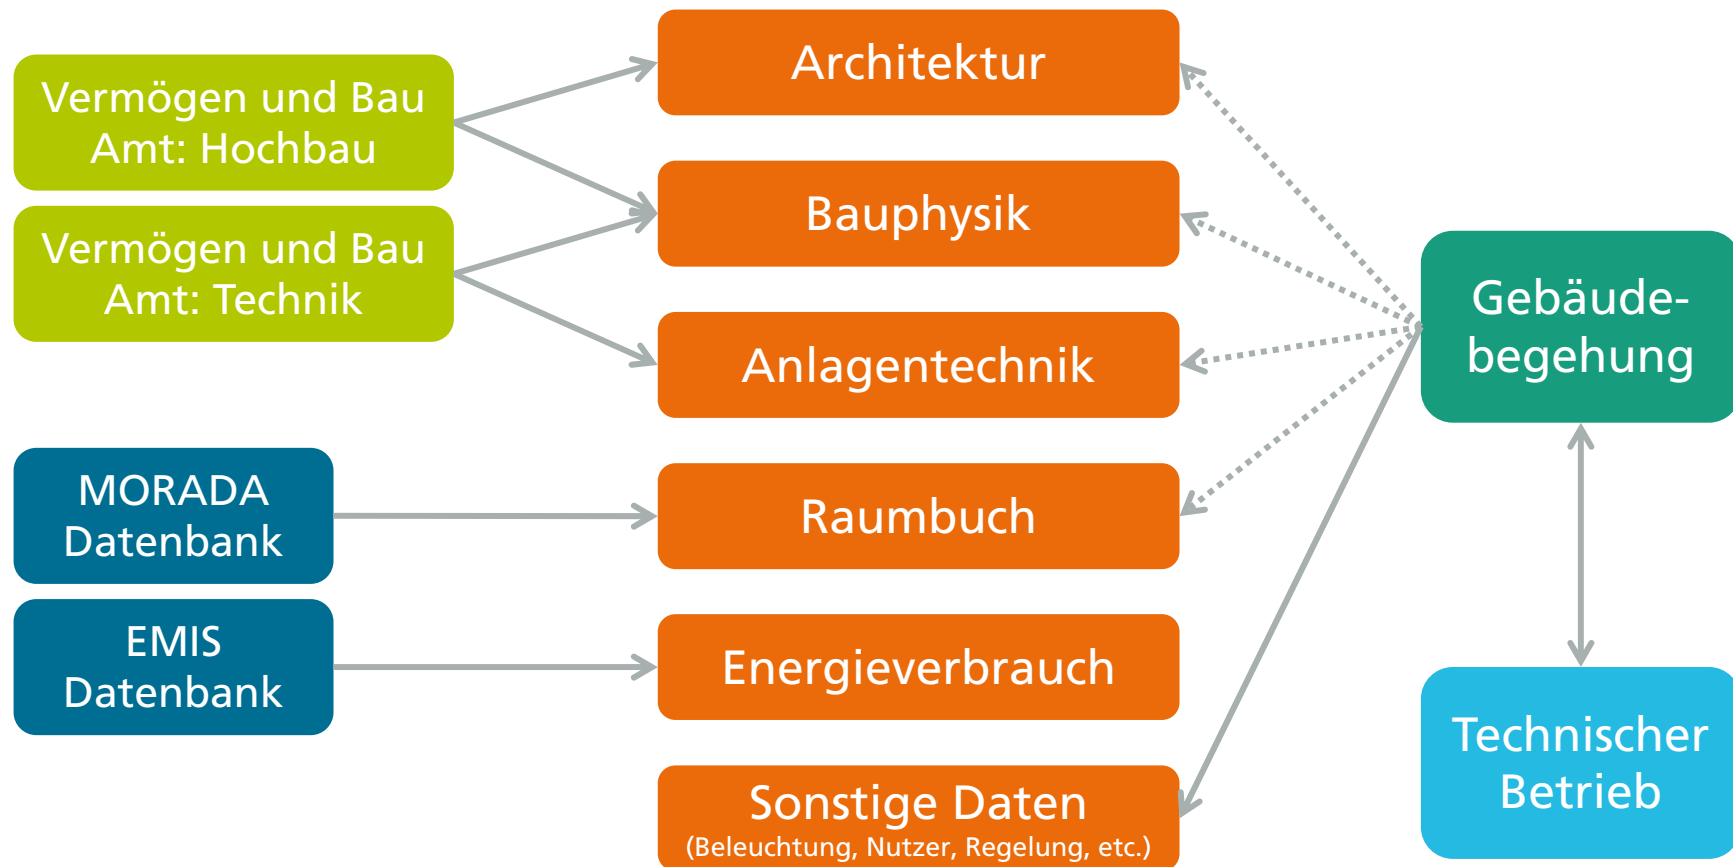 Vermögen und Bau
Amt: Hochbau
Vermögen und Bau
Amt: Technik
MORADA
Datenbank
EMIS
Datenbank
Architektur
Bauphysik
Anlagentechnik
Raumbuch
Energieverbrauch
Sonstige Daten
(Beleuchtung, Nutzer, Regelung, etc.)
Gebäude-
begehung
Technischer
Betrieb